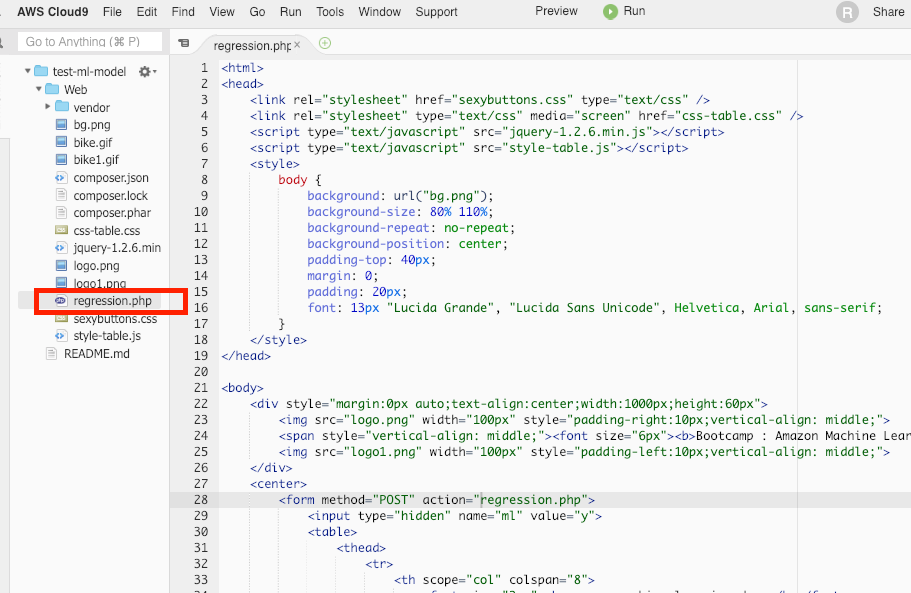 AWS Cloud9 File Edit Find View Go Run Tools Window Support Preview Run R Share
Go to Anything (⌘ P) regression.php ×
test-ml-model
Web
vendor
bg.png
bike.gif
bike1.gif
composer.json
composer.lock
composer.phar
css-table.css
jquery-1.2.6.min
logo.png
logo1.png
regression.php
sexybuttons.css
style-table.js
README.md
1 <html>
2 <head>
3 <link rel="stylesheet" href="sexybuttons.css" type="text/css" />
4 <link rel="stylesheet" type="text/css" media="screen" href="css-table.css" />
5 <script type="text/javascript" src="jquery-1.2.6.min.js"></script>
6 <script type="text/javascript" src="style-table.js"></script>
7 <style>
8 body {
9 background: url("bg.png");
10 background-size: 80% 110%;
11 background-repeat: no-repeat;
12 background-position: center;
13 padding-top: 40px;
14 margin: 0;
15 padding: 20px;
16 font: 13px "Lucida Grande", "Lucida Sans Unicode", Helvetica, Arial, sans-serif;
17 }
18 </style>
19 </head>
20
21 <body>
22 <div style="margin:0px auto;text-align:center;width:1000px;height:60px">
23 <img src="logo.png" width="100px" style="padding-right:10px;vertical-align: middle;">
24 <span style="vertical-align: middle;"><font size="6px"><b>Bootcamp : Amazon Machine Lear
25 <img src="logo1.png" width="100px" style="padding-left:10px;vertical-align: middle;">
26 </div>
27 <center>
28 <form method="POST" action="regression.php">
29 <input type="hidden" name="ml" value="y">
30 <table>
31 <thead>
32 <tr>
33 <th scope="col" colspan="8">